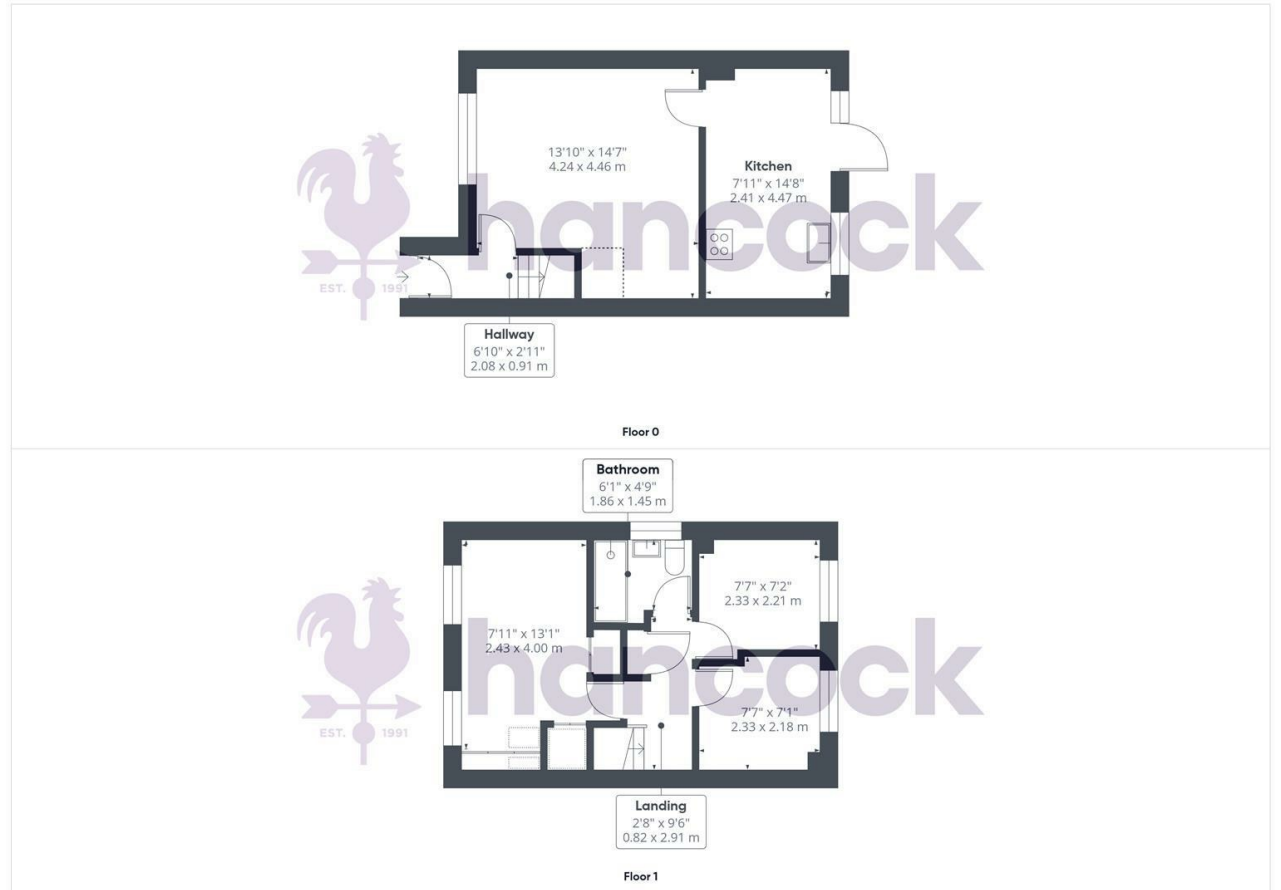 13'10" x 14'7"
4.24 x 4.46 m
Kitchen
7'11" x 14'8"
2.41 x 4.47 m
hancock
EST. 1991
Hallway
6'10" x 2'11"
2.08 x 0.91 m
Floor 0
Bathroom
6'1" x 4'9"
1.86 x 1.45 m
7'7" x 7'2"
2.33 x 2.21 m
7'11" x 13'1"
2.43 x 4.00 m
hancock
7'7" x 7'1"
2.33 x 2.18 m
EST. 1991
Landing
2'8" x 9'6"
0.82 x 2.91 m
Floor 1